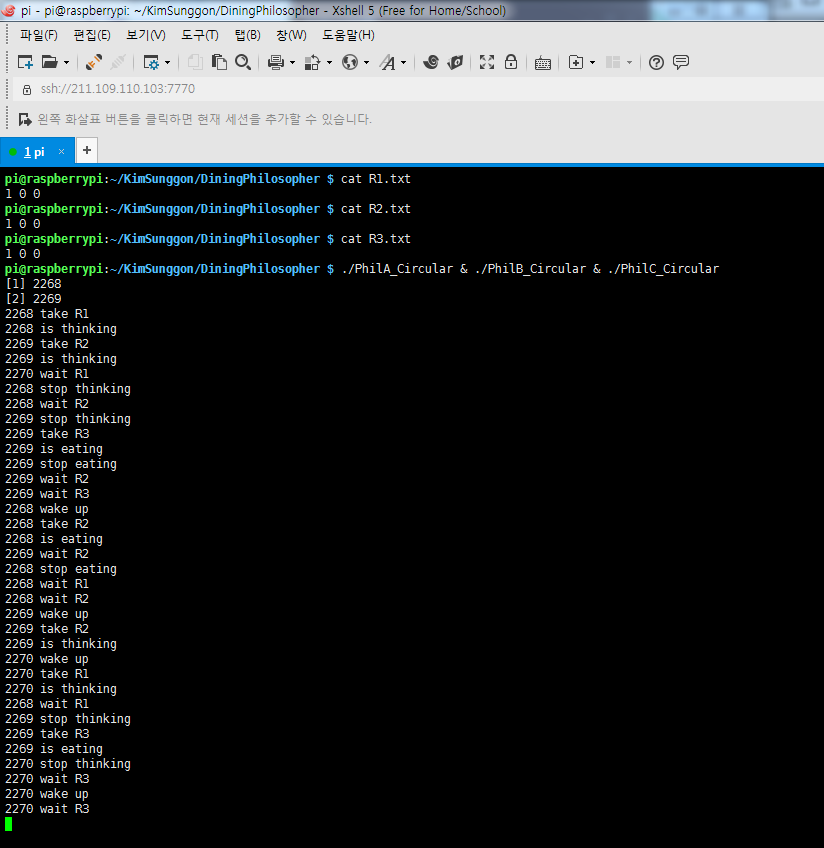 pi - pi@raspberrypi: ~/KimSunggon/DiningPhilosopher - Xshell 5 (Free for Home/School)
파일(F) 편집(E) 보기(V) 도구(T) 탭(B) 창(W) 도움말(H)
ssh://211.109.110.103:7770
왼쪽 화살표 버튼을 클릭하면 현재 세션을 추가할 수 있습니다.
1 pi × +
pi@raspberrypi:~/KimSunggon/DiningPhilosopher $ cat R1.txt
1 0 0
pi@raspberrypi:~/KimSunggon/DiningPhilosopher $ cat R2.txt
1 0 0
pi@raspberrypi:~/KimSunggon/DiningPhilosopher $ cat R3.txt
1 0 0
pi@raspberrypi:~/KimSunggon/DiningPhilosopher $ ./PhilA_Circular & ./PhilB_Circular & ./PhilC_Circular
[1] 2268
[2] 2269
2268 take R1
2268 is thinking
2269 take R2
2269 is thinking
2270 wait R1
2268 stop thinking
2268 wait R2
2269 stop thinking
2269 take R3
2269 is eating
2269 stop eating
2269 wait R2
2269 wait R3
2268 wake up
2268 take R2
2268 is eating
2269 wait R2
2268 stop eating
2268 wait R1
2268 wait R2
2269 wake up
2269 take R2
2269 is thinking
2270 wake up
2270 take R1
2270 is thinking
2268 wait R1
2269 stop thinking
2269 take R3
2269 is eating
2270 stop thinking
2270 wait R3
2270 wake up
2270 wait R3